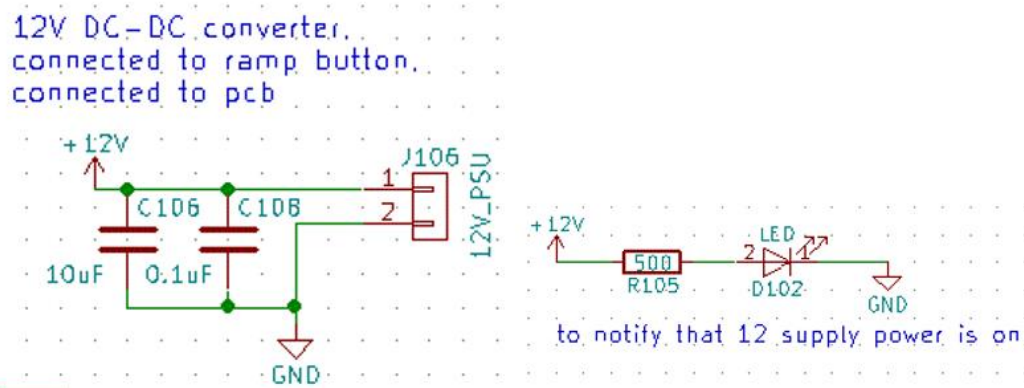 12V DC-DC converter,
connected to ramp button,
connected to pcb
+12V
J106
1
2
12V_PSU
C106
C108
10uF
0.1uF
GND
+12V
500
R105
LED
2
1
D102
GND
to notify that 12 supply power is on